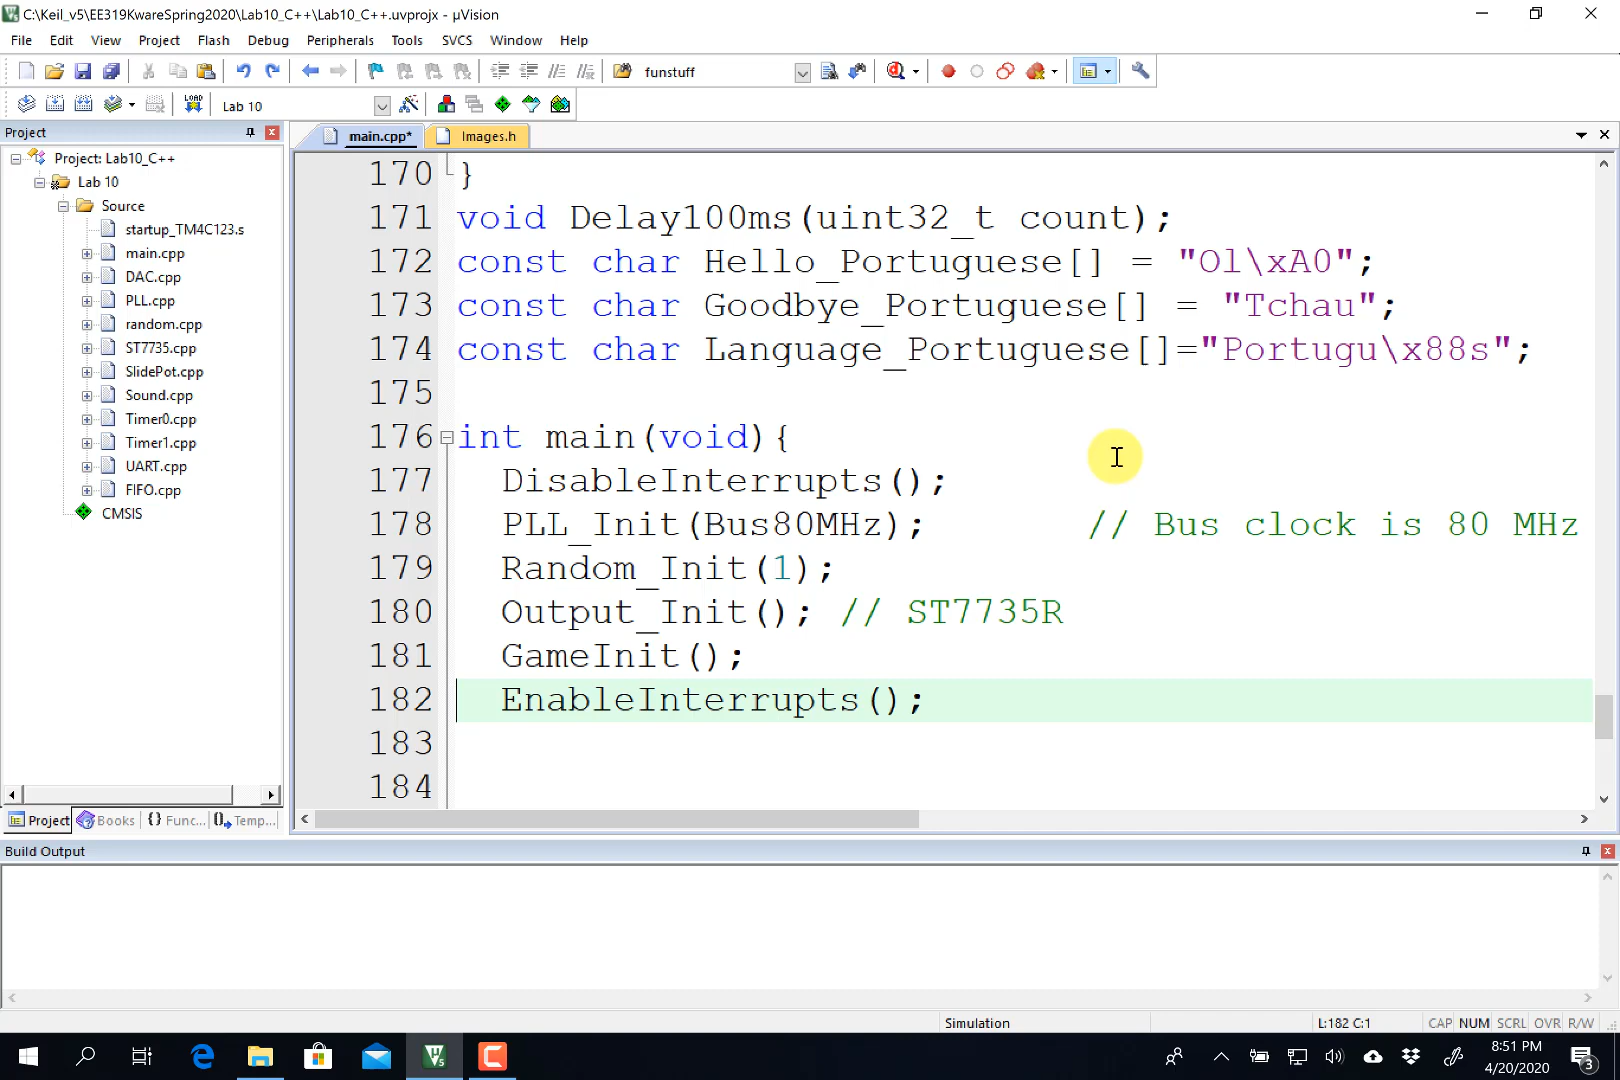 C:\Keil_v5\EE319KwareSpring2020\Lab10_C++\Lab10_C++.uvprojx - µVision
File Edit View Project Flash Debug Peripherals Tools SVCS Window Help
funstuff
LOAD Lab 10
Project
main.cpp* Images.h
Project: Lab10_C++
Lab 10
Source
startup_TM4C123.s
main.cpp
DAC.cpp
PLL.cpp
random.cpp
ST7735.cpp
SlidePot.cpp
Sound.cpp
Timer0.cpp
Timer1.cpp
UART.cpp
FIFO.cpp
CMSIS
Project Books {} Func... Temp...
170 }
171 void Delay100ms(uint32_t count);
172 const char Hello_Portuguese[] = "Ol\xA0";
173 const char Goodbye_Portuguese[] = "Tchau";
174 const char Language_Portuguese[]="Portugu\x88s";
175
176 int main(void){
177 DisableInterrupts();
178 PLL_Init(Bus80MHz); // Bus clock is 80 MHz
179 Random_Init(1);
180 Output_Init(); // ST7735R
181 GameInit();
182 EnableInterrupts();
183
184
Build Output
Simulation L:182 C:1 CAP NUM SCRL OVR R/W
8:51 PM
4/20/2020
3